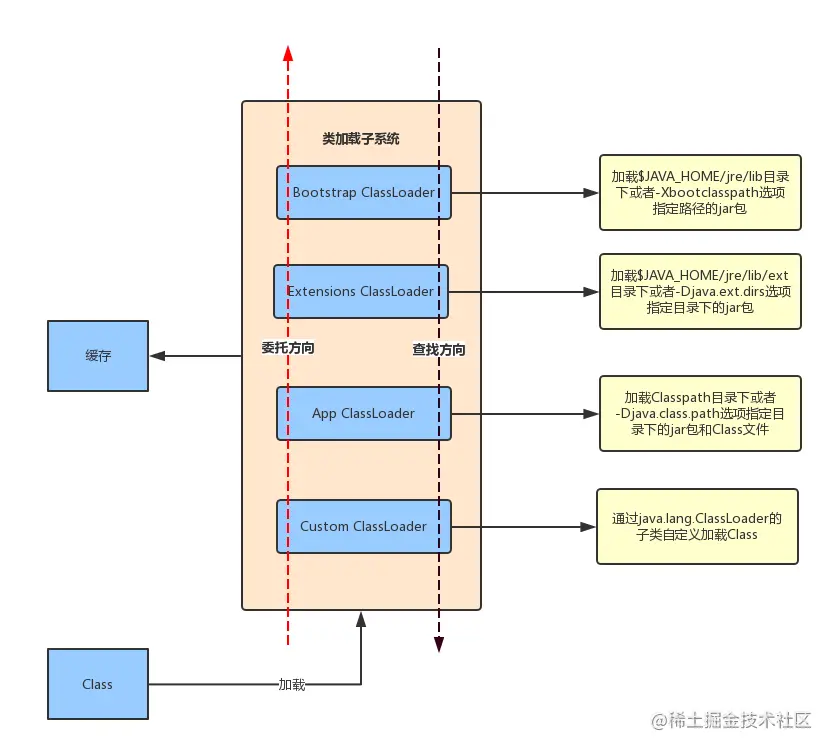 类加载子系统
Bootstrap ClassLoader
加载$JAVA_HOME/jre/lib目录
下或者-Xbootclasspath选项
指定路径的jar包
Extensions ClassLoader
加载$JAVA_HOME/jre/lib/ext
目录下或者-Djava.ext.dirs选项
指定目录下的jar包
委托方向
查找方向
缓存
App ClassLoader
加载Classpath目录下或者
-Djava.class.path选项指定目
录下的jar包和Class文件
Custom ClassLoader
通过java.lang.ClassLoader的
子类自定义加载Class
Class
加载
@稀土掘金技术社区